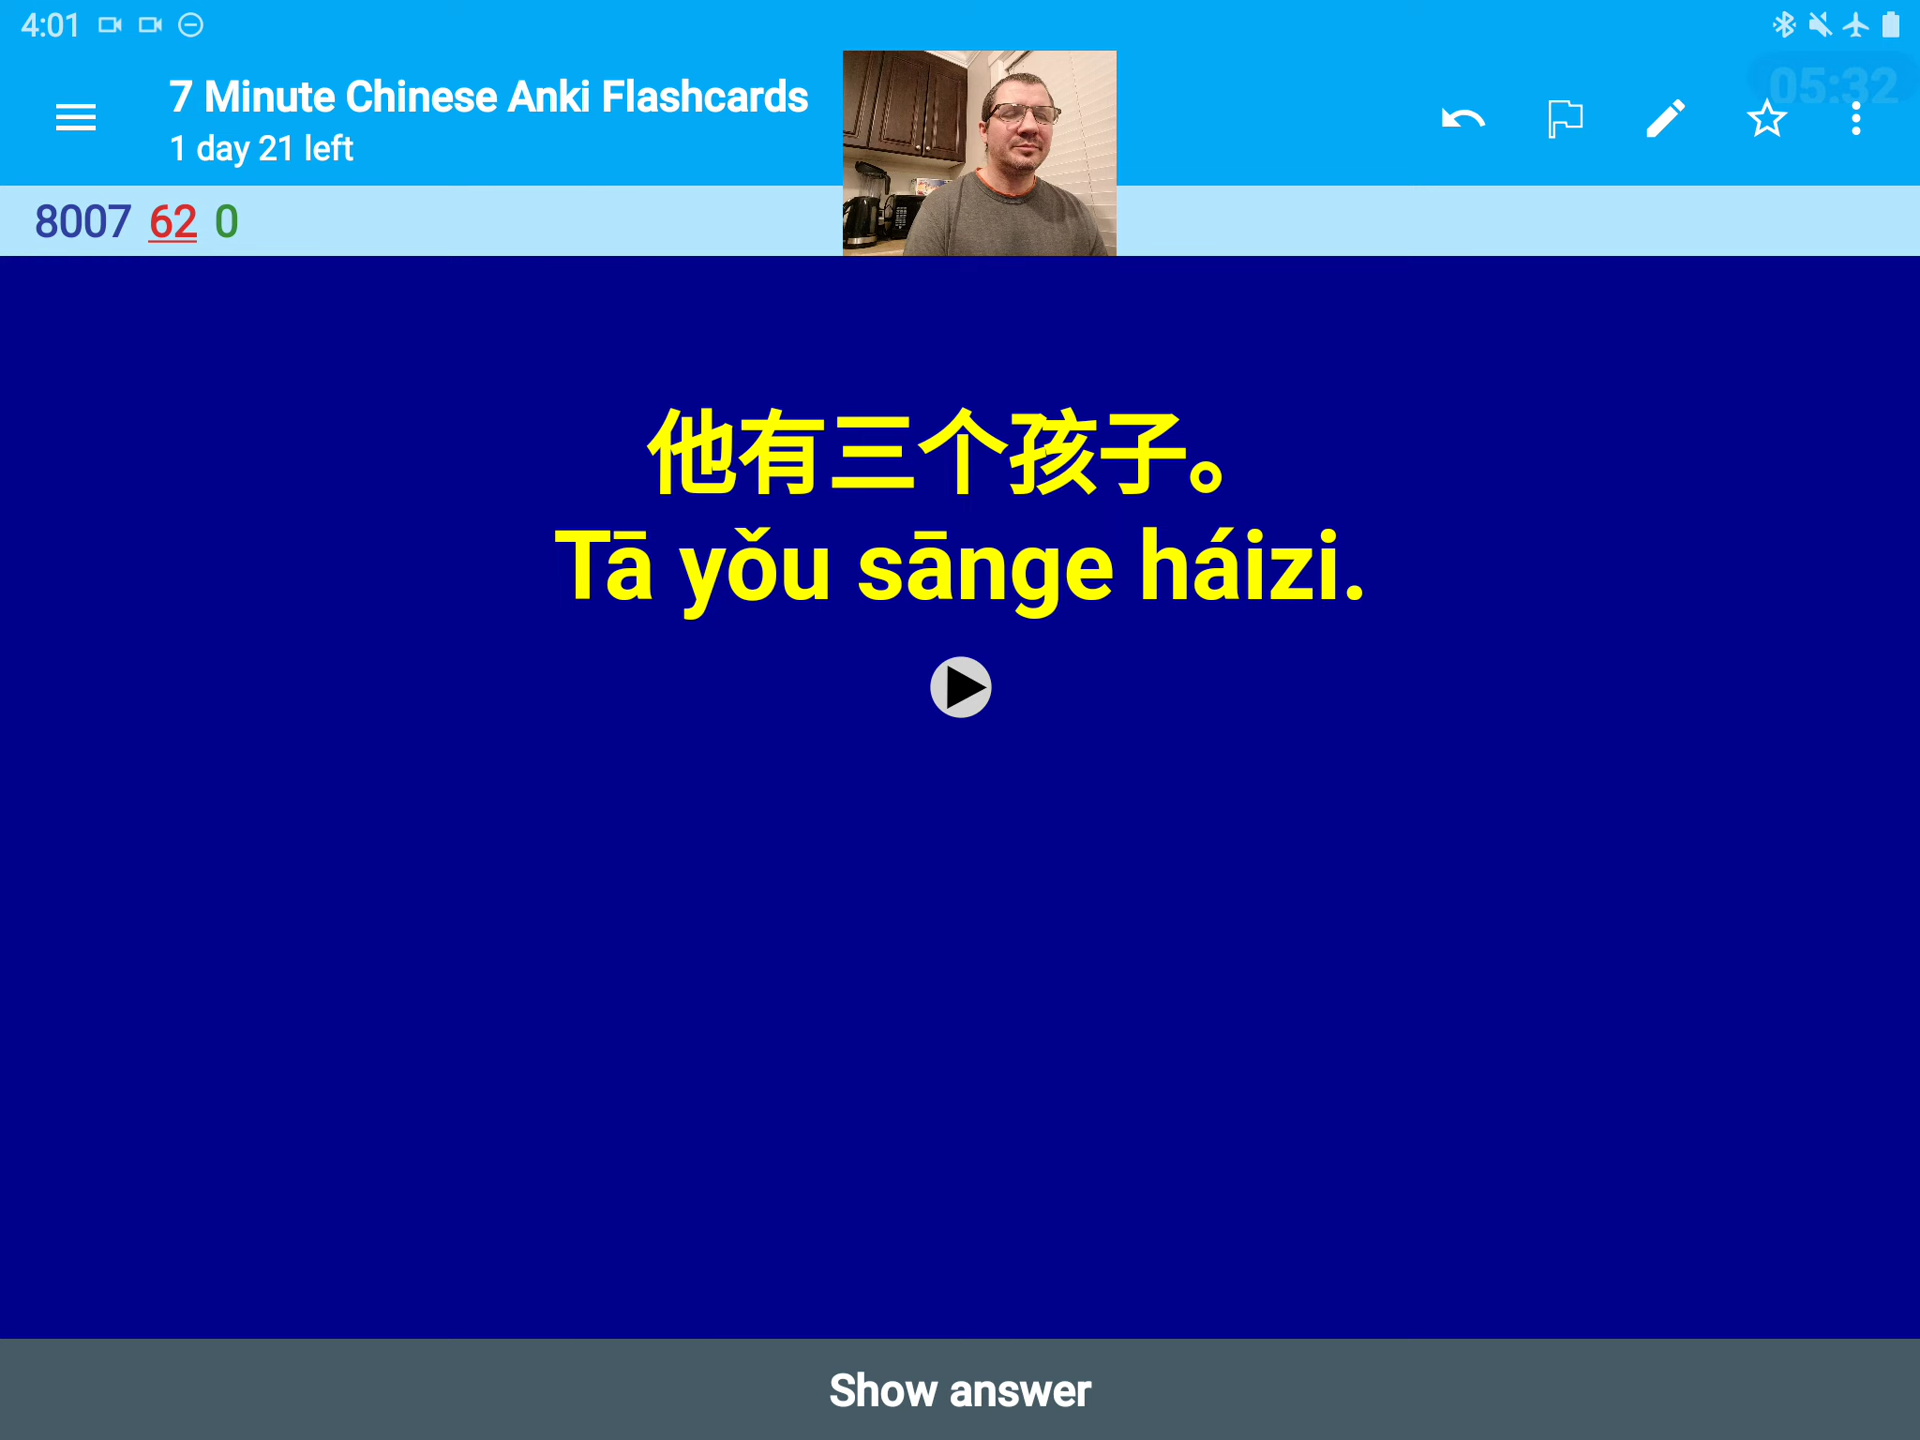 4:01
05:32
7 Minute Chinese Anki Flashcards
1 day 21 left
8007 62 0
他有三个孩子。
Tā yǒu sānge háizi.
Show answer